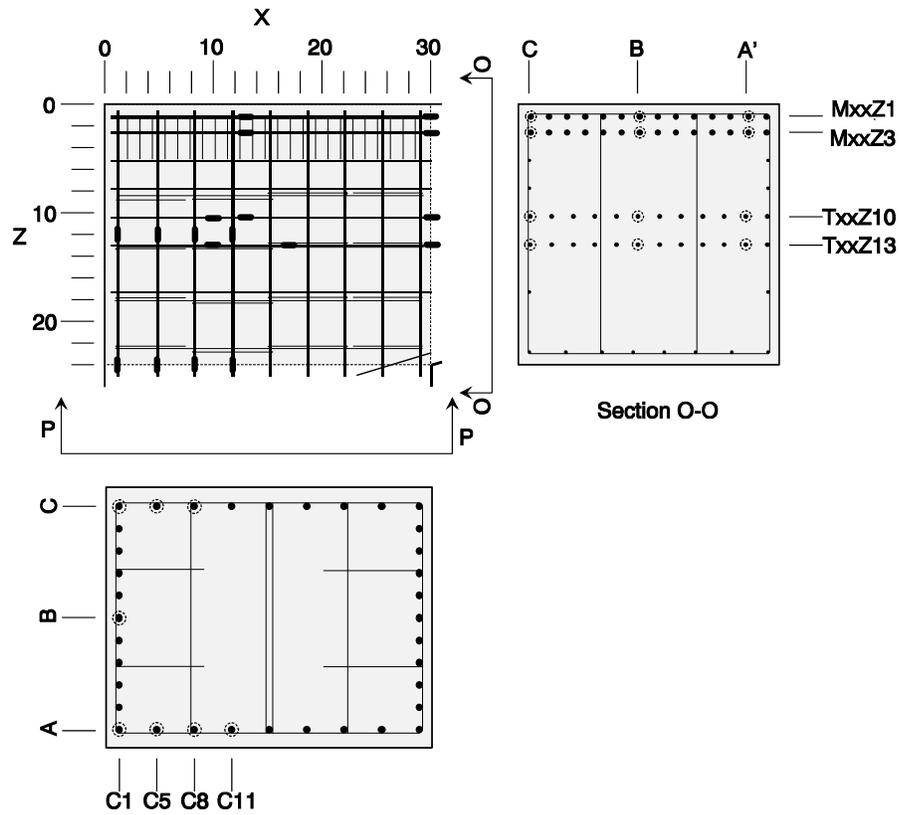 X
0 10 20 30
0
10
Z
20
O
O
P
P
C B A'
MxxZ1
MxxZ3
TxxZ10
TxxZ13
Section O-O
C
B
A
C1 C5 C8 C11